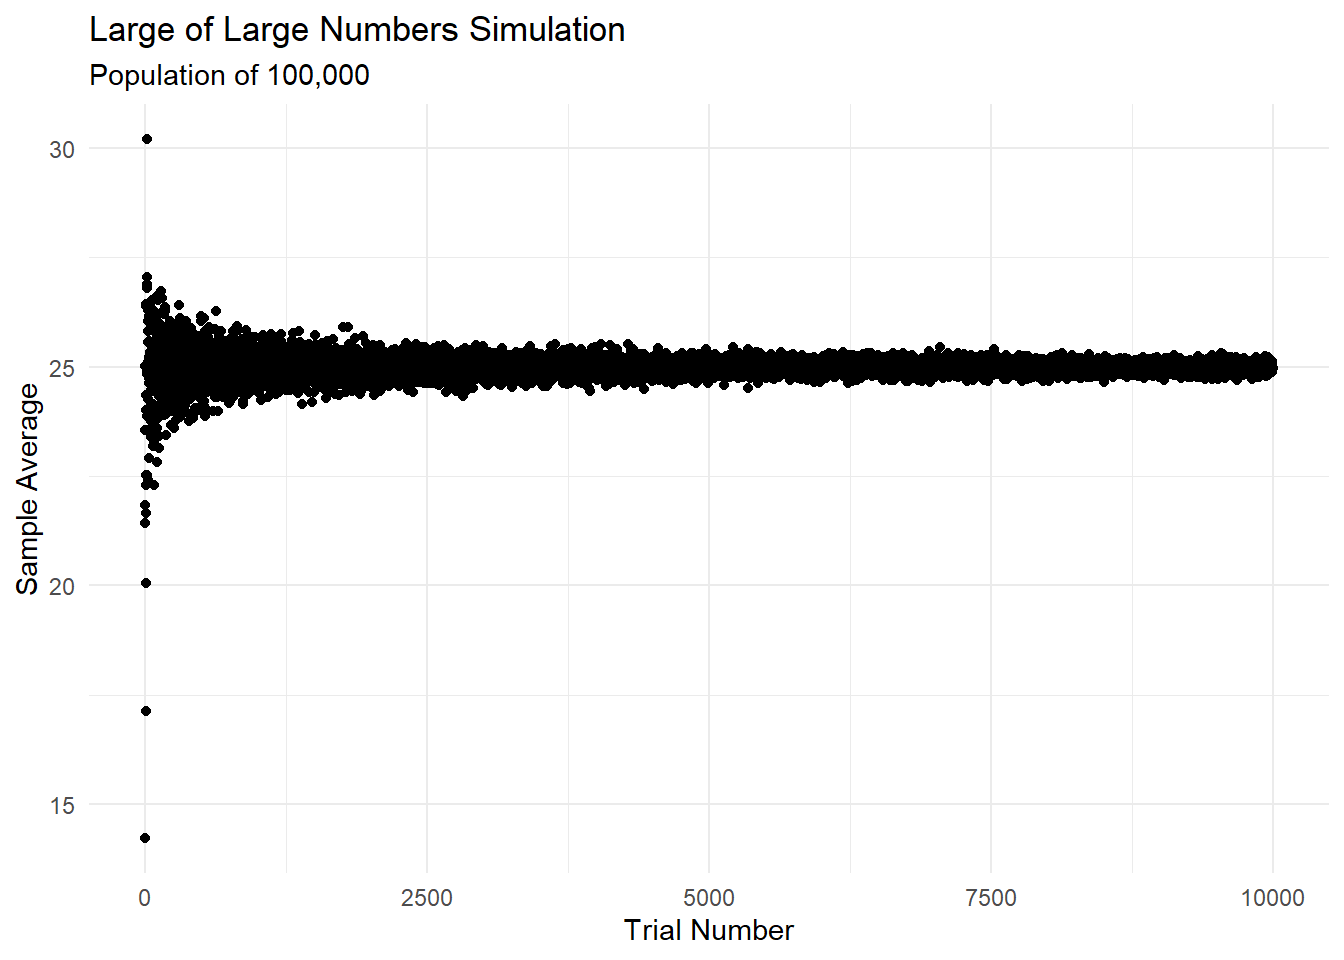 Large of Large Numbers Simulation
Population of 100,000
30
25
20
15
Sample Average
0 2500 5000 7500 10000
Trial Number